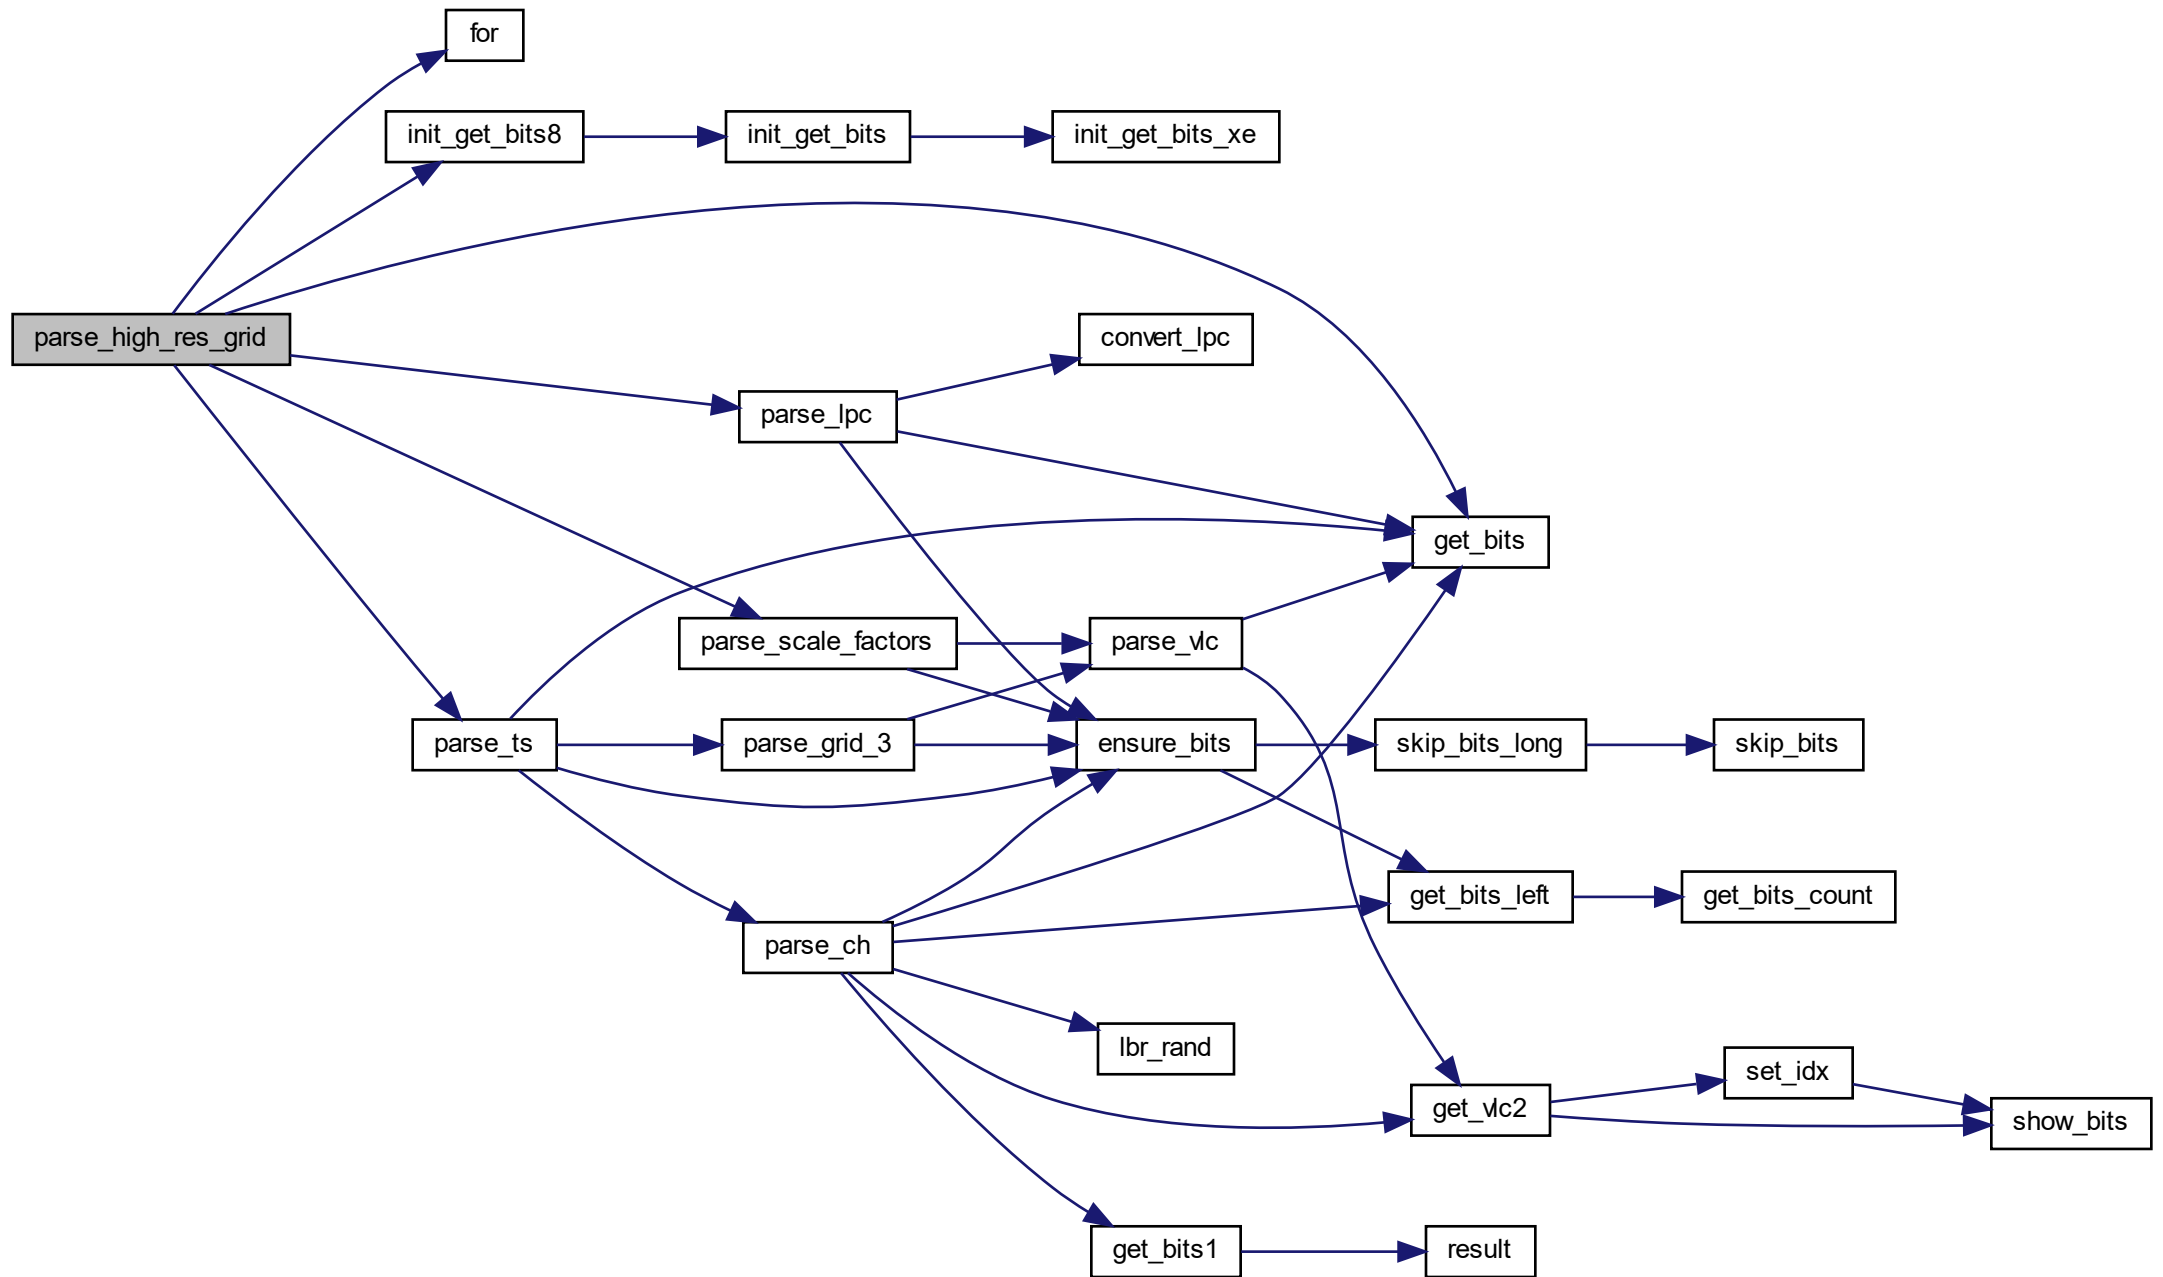 for
init_get_bits8
init_get_bits
init_get_bits_xe
parse_high_res_grid
convert_lpc
parse_lpc
get_bits
parse_scale_factors
parse_vlc
parse_ts
parse_grid_3
ensure_bits
skip_bits_long
skip_bits
get_bits_left
get_bits_count
parse_ch
lbr_rand
set_idx
get_vlc2
show_bits
get_bits1
result